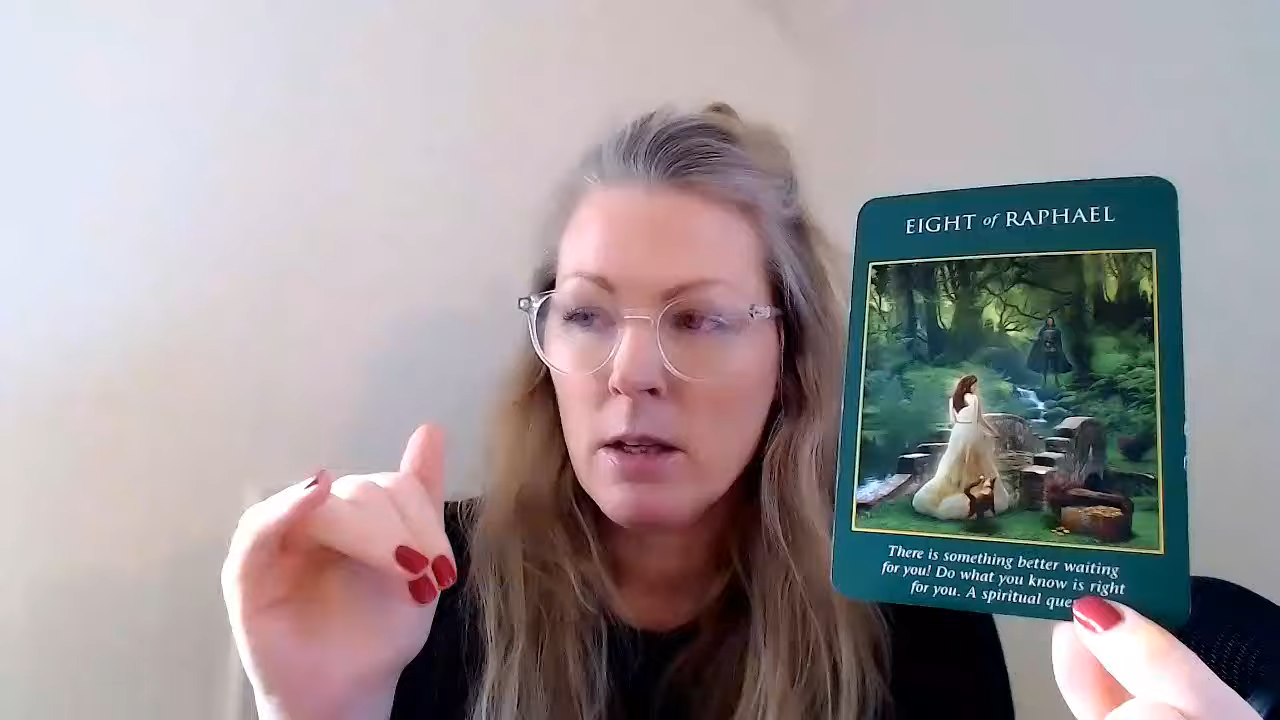 EIGHT of RAPHAEL
There is something better waiting
for you! Do what you know is right
for you. A spiritual